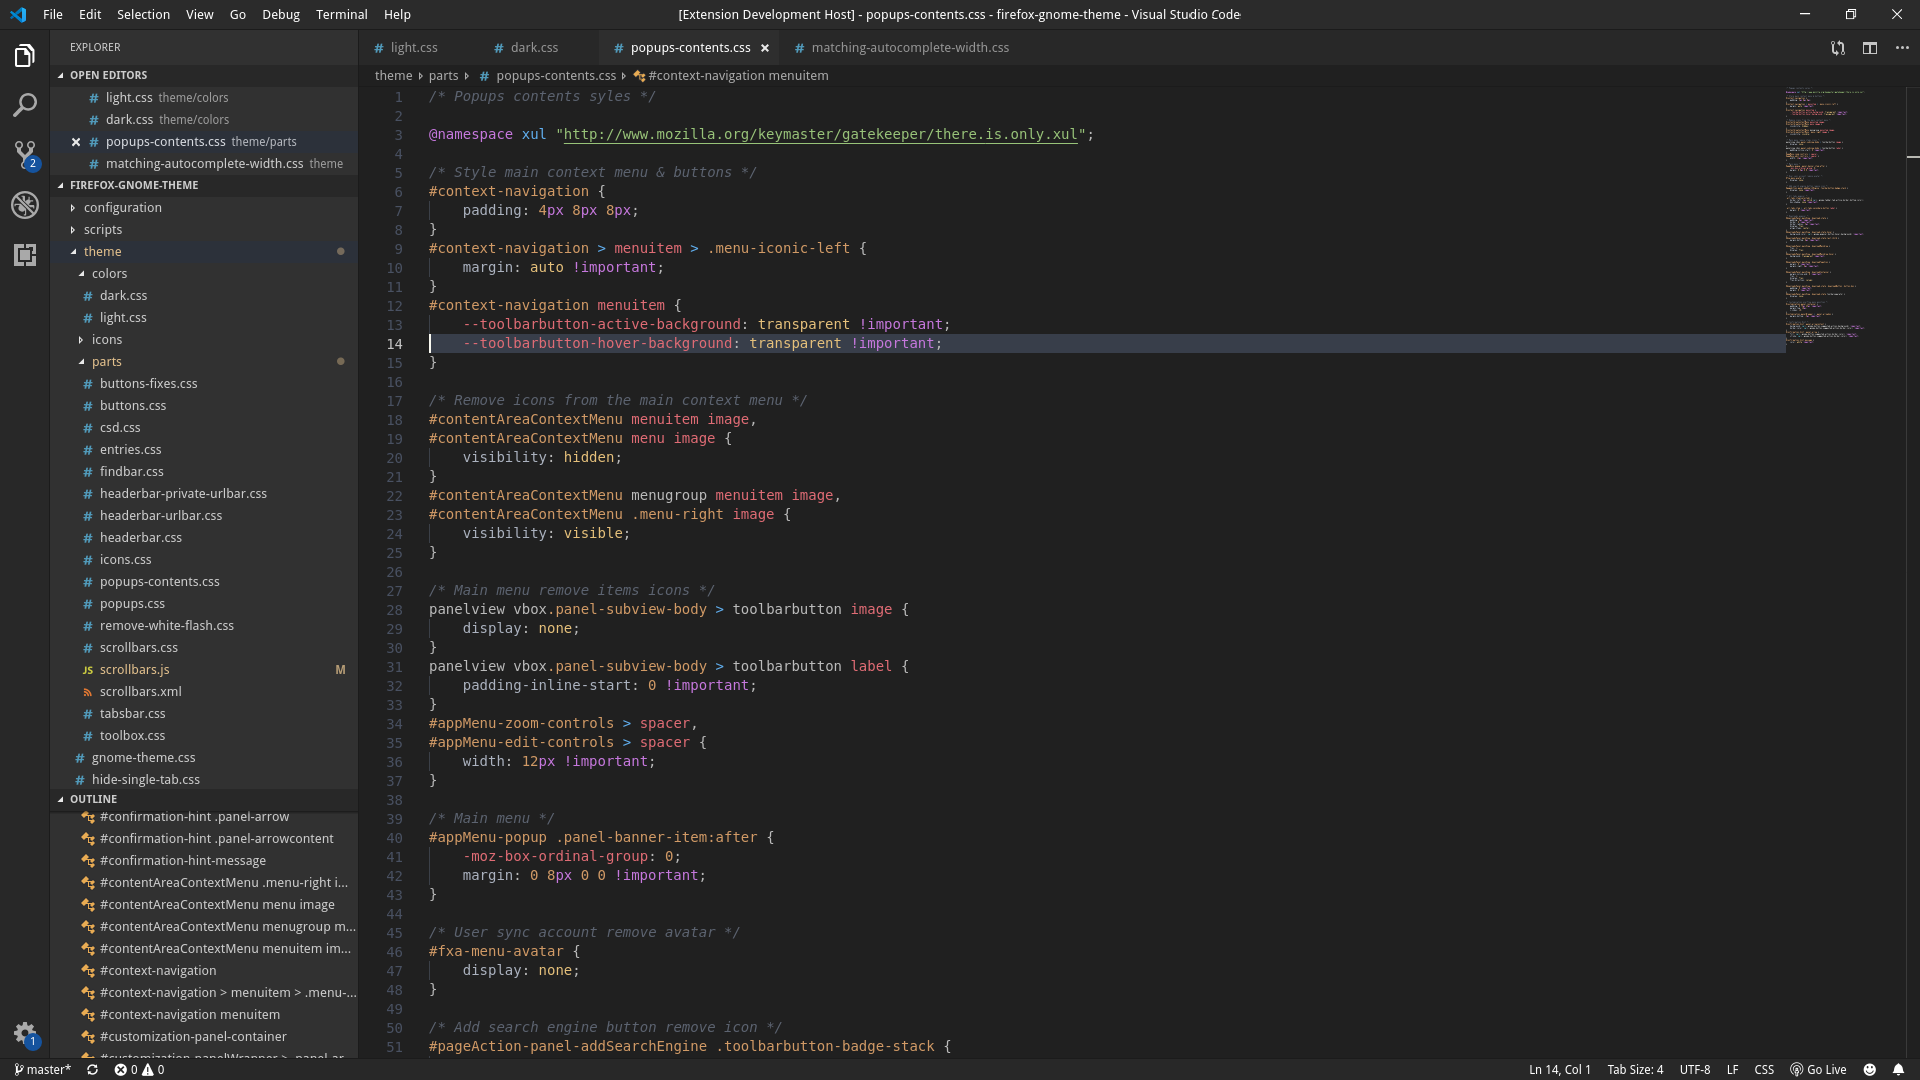 File Edit Selection View Go Debug Terminal Help
[Extension Development Host] - popups-contents.css - firefox-gnome-theme - Visual Studio Code
EXPLORER
OPEN EDITORS
# light.css theme/colors
# dark.css theme/colors
# popups-contents.css theme/parts
# matching-autocomplete-width.css theme
FIREFOX-GNOME-THEME
configuration
scripts
theme
colors
# dark.css
# light.css
icons
parts
# buttons-fixes.css
# buttons.css
# csd.css
# entries.css
# findbar.css
# headerbar-private-urlbar.css
# headerbar-urlbar.css
# headerbar.css
# icons.css
# popups-contents.css
# popups.css
# remove-white-flash.css
# scrollbars.css
JS scrollbars.js M
scrollbars.xml
# tabsbar.css
# toolbox.css
# gnome-theme.css
# hide-single-tab.css
OUTLINE
#confirmation-hint .panel-arrow
#confirmation-hint .panel-arrowcontent
#confirmation-hint-message
#contentAreaContextMenu .menu-right i...
#contentAreaContextMenu menu image
#contentAreaContextMenu menugroup m...
#contentAreaContextMenu menuitem im...
#context-navigation
#context-navigation > menuitem > .menu-...
#context-navigation menuitem
#customization-panel-container
#customization-panelWrapper > .panel-ar...
2
1
# light.css # dark.css # popups-contents.css # matching-autocomplete-width.css
theme parts # popups-contents.css #context-navigation menuitem
1 /* Popups contents syles */
2
3 @namespace xul "http://www.mozilla.org/keymaster/gatekeeper/there.is.only.xul";
4
5 /* Style main context menu & buttons */
6 #context-navigation {
7 padding: 4px 8px 8px;
8 }
9 #context-navigation > menuitem > .menu-iconic-left {
10 margin: auto !important;
11 }
12 #context-navigation menuitem {
13 --toolbarbutton-active-background: transparent !important;
14 --toolbarbutton-hover-background: transparent !important;
15 }
16
17 /* Remove icons from the main context menu */
18 #contentAreaContextMenu menuitem image,
19 #contentAreaContextMenu menu image {
20 visibility: hidden;
21 }
22 #contentAreaContextMenu menugroup menuitem image,
23 #contentAreaContextMenu .menu-right image {
24 visibility: visible;
25 }
26
27 /* Main menu remove items icons */
28 panelview vbox.panel-subview-body > toolbarbutton image {
29 display: none;
30 }
31 panelview vbox.panel-subview-body > toolbarbutton label {
32 padding-inline-start: 0 !important;
33 }
34 #appMenu-zoom-controls > spacer,
35 #appMenu-edit-controls > spacer {
36 width: 12px !important;
37 }
38
39 /* Main menu */
40 #appMenu-popup .panel-banner-item:after {
41 -moz-box-ordinal-group: 0;
42 margin: 0 8px 0 0 !important;
43 }
44
45 /* User sync account remove avatar */
46 #fxa-menu-avatar {
47 display: none;
48 }
49
50 /* Add search engine button remove icon */
51 #pageAction-panel-addSearchEngine .toolbarbutton-badge-stack {
master* 0 0 Ln 14, Col 1 Tab Size: 4 UTF-8 LF CSS Go Live